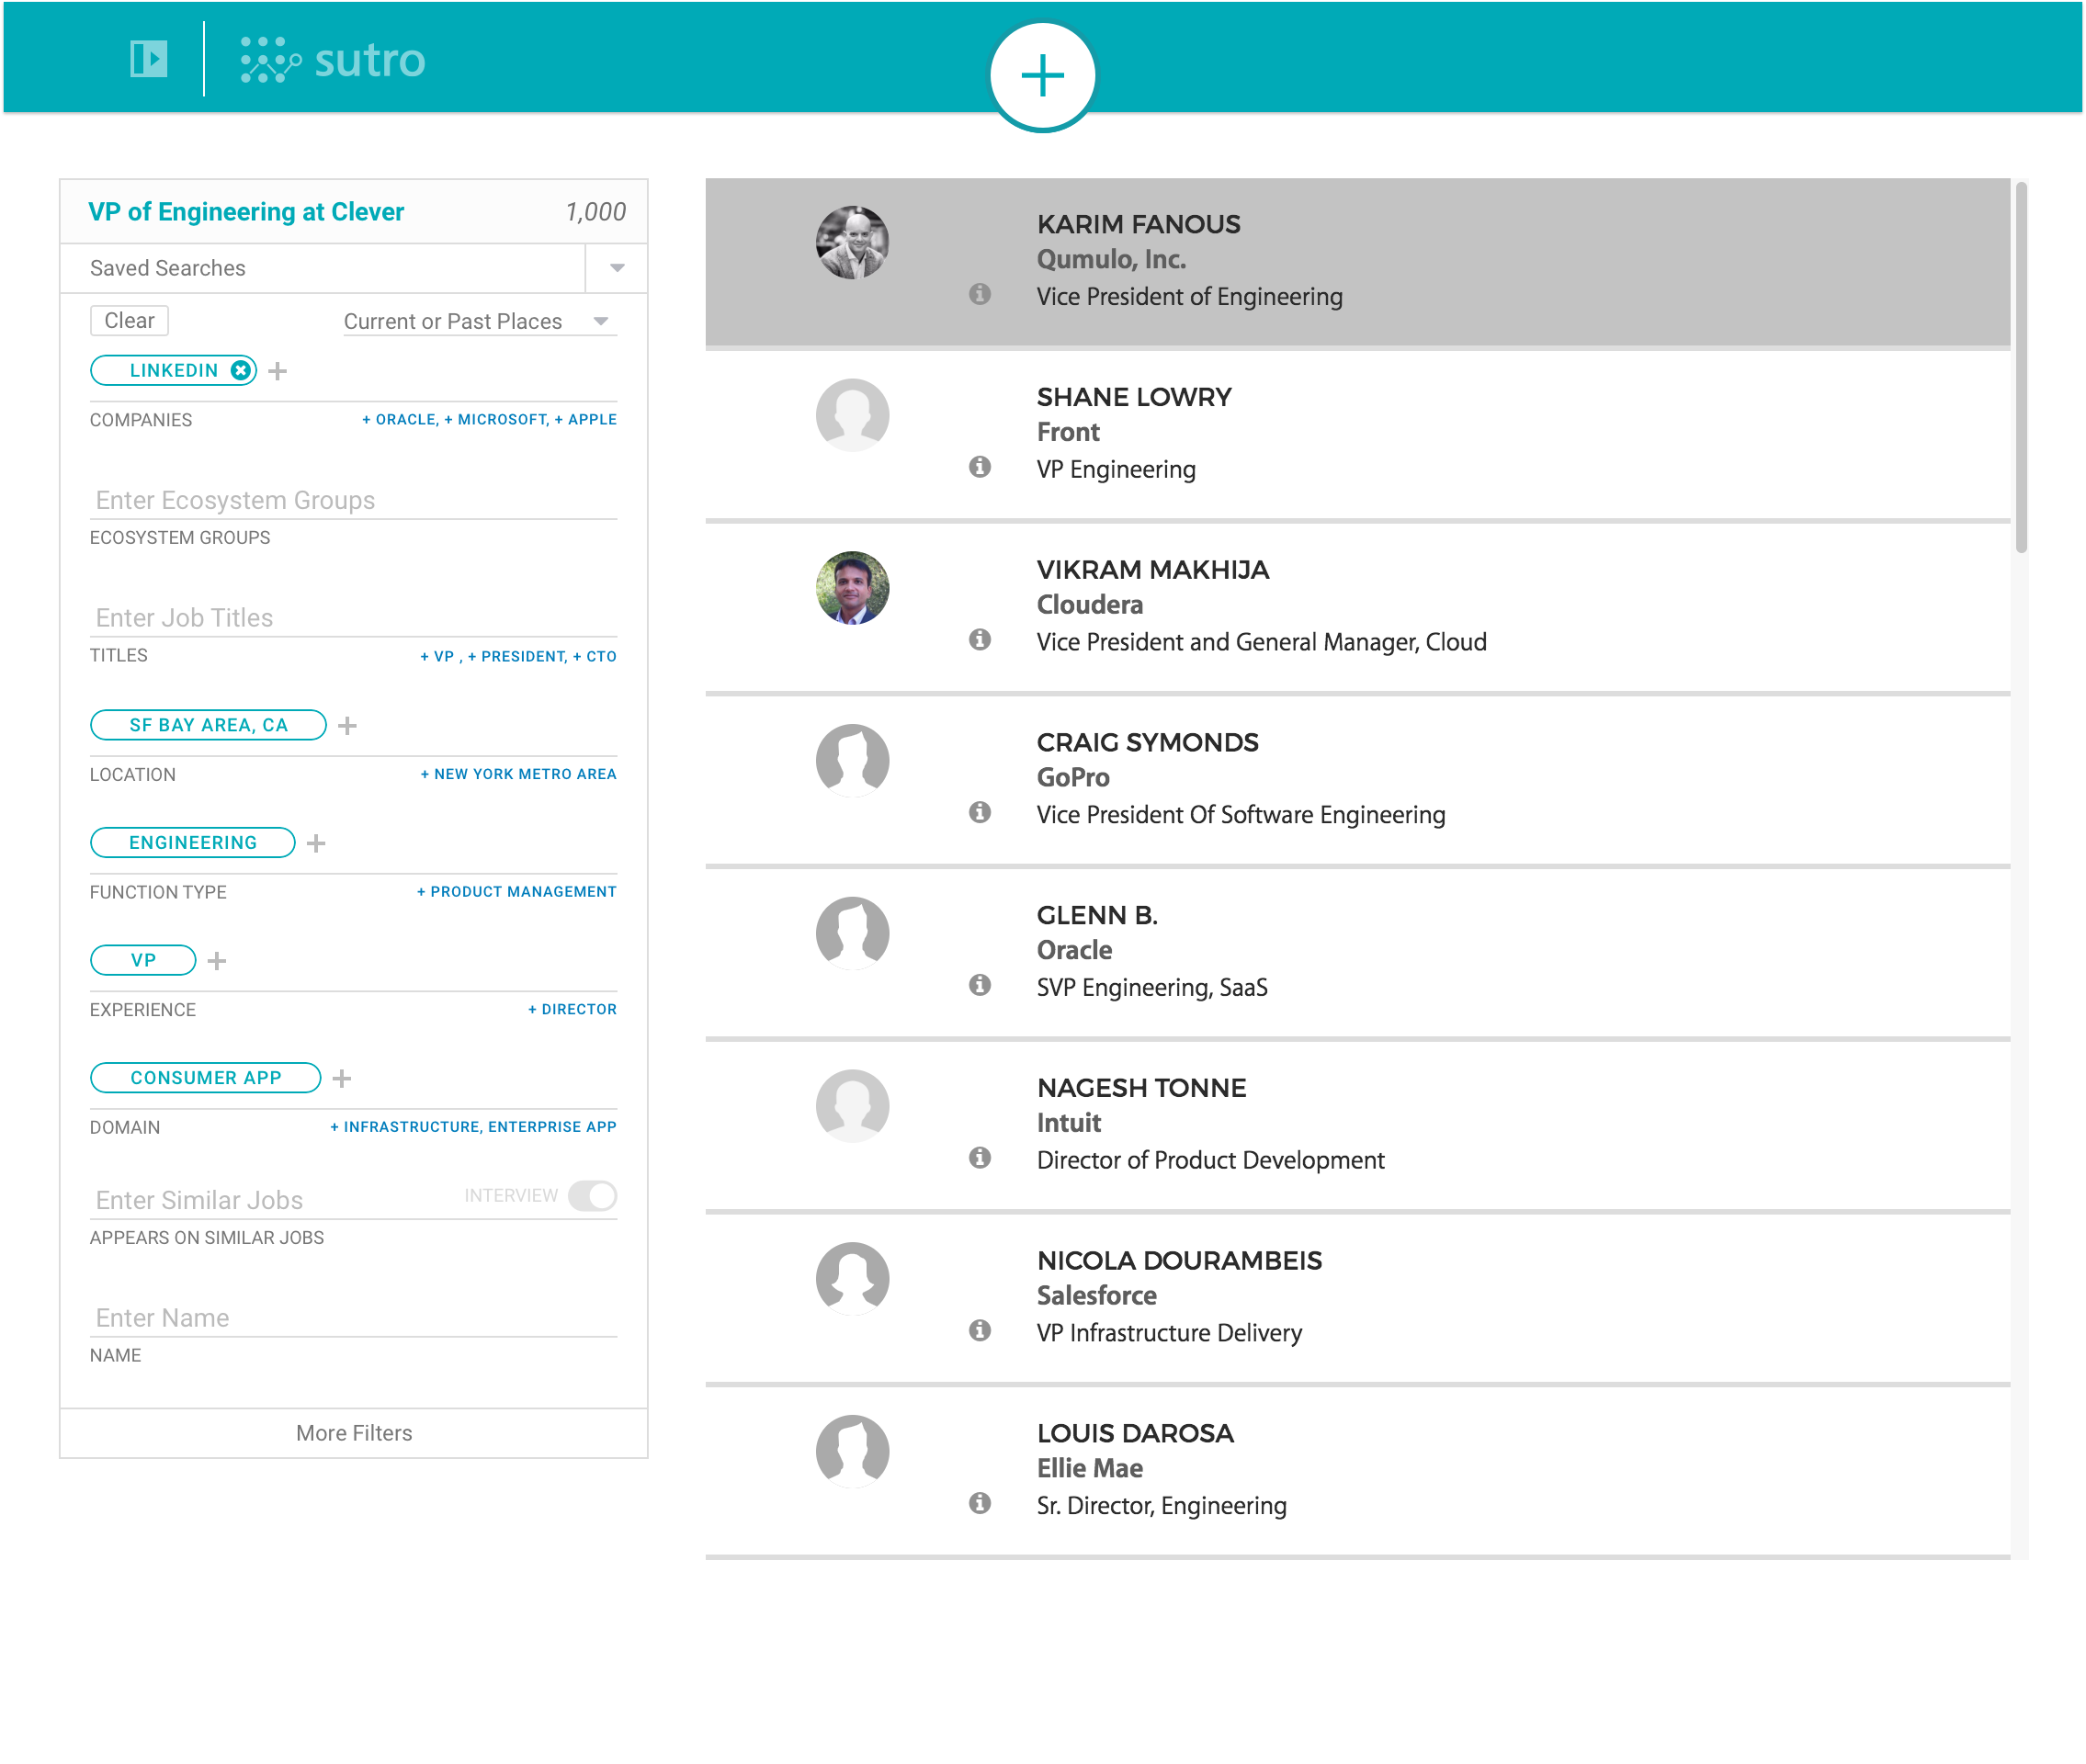 sutro
VP of Engineering at Clever 1,000
Saved Searches
Clear Current or Past Places
LINKEDIN
COMPANIES + ORACLE, + MICROSOFT, + APPLE
Enter Ecosystem Groups
ECOSYSTEM GROUPS
Enter Job Titles
TITLES + VP , + PRESIDENT, + CTO
SF BAY AREA, CA
LOCATION + NEW YORK METRO AREA
ENGINEERING
FUNCTION TYPE + PRODUCT MANAGEMENT
VP
EXPERIENCE + DIRECTOR
CONSUMER APP
DOMAIN + INFRASTRUCTURE, ENTERPRISE APP
Enter Similar Jobs INTERVIEW
APPEARS ON SIMILAR JOBS
Enter Name
NAME
More Filters
KARIM FANOUS
Qumulo, Inc.
Vice President of Engineering
SHANE LOWRY
Front
VP Engineering
VIKRAM MAKHIJA
Cloudera
Vice President and General Manager, Cloud
CRAIG SYMONDS
GoPro
Vice President Of Software Engineering
GLENN B.
Oracle
SVP Engineering, SaaS
NAGESH TONNE
Intuit
Director of Product Development
NICOLA DOURAMBEIS
Salesforce
VP Infrastructure Delivery
LOUIS DAROSA
Ellie Mae
Sr. Director, Engineering